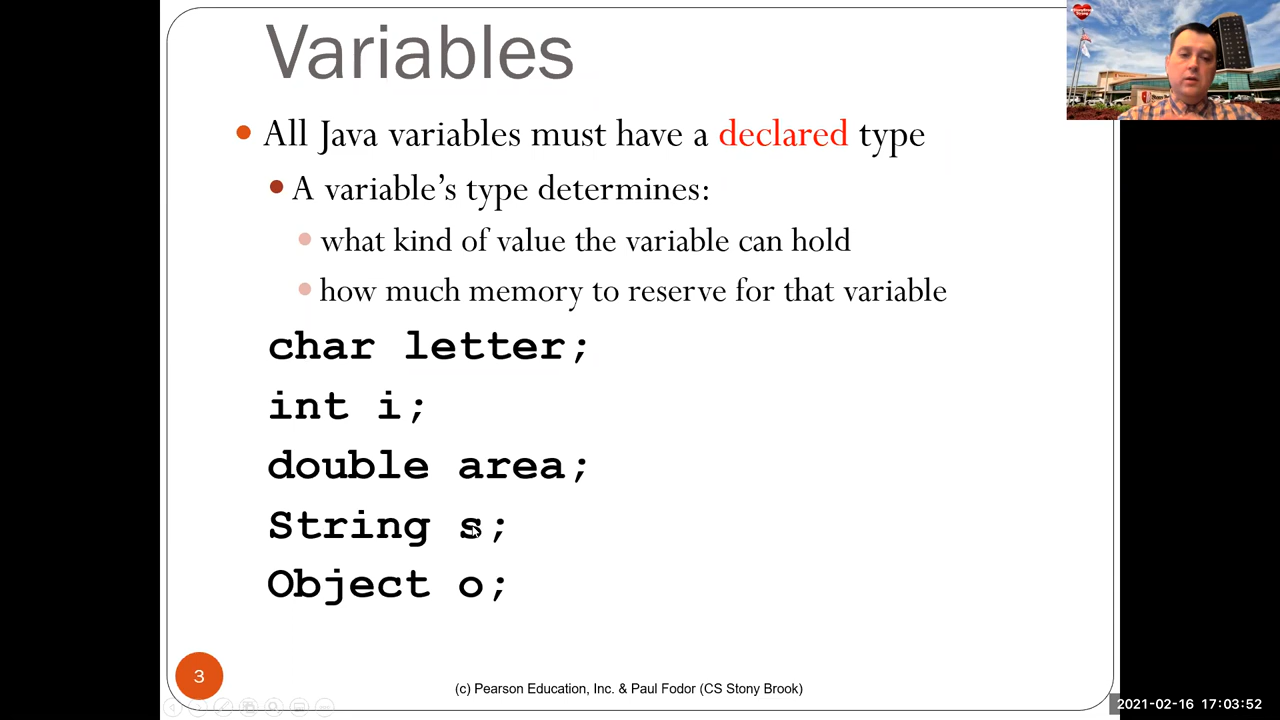 Variables
All Java variables must have a declared type
A variable's type determines:
what kind of value the variable can hold
how much memory to reserve for that variable
char letter;
int i;
double area;
String s;
Object o;
3
(c) Pearson Education, Inc. & Paul Fodor (CS Stony Brook)
2021-02-16 17:03:52